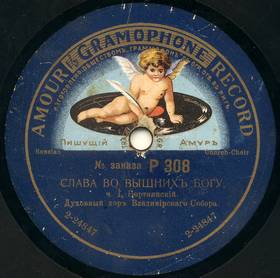 AMOUR GRAMOPHONE RECORD
ПИШУЩІЙ АМУРЪ
Russian Church-Choir
№ заказа P 308
СЛАВА ВО ВЫШНИХЪ БОГУ,
ч. I, Бортнянскій
Духовный хоръ Владимірскаго Собора
2-24847 2-24847